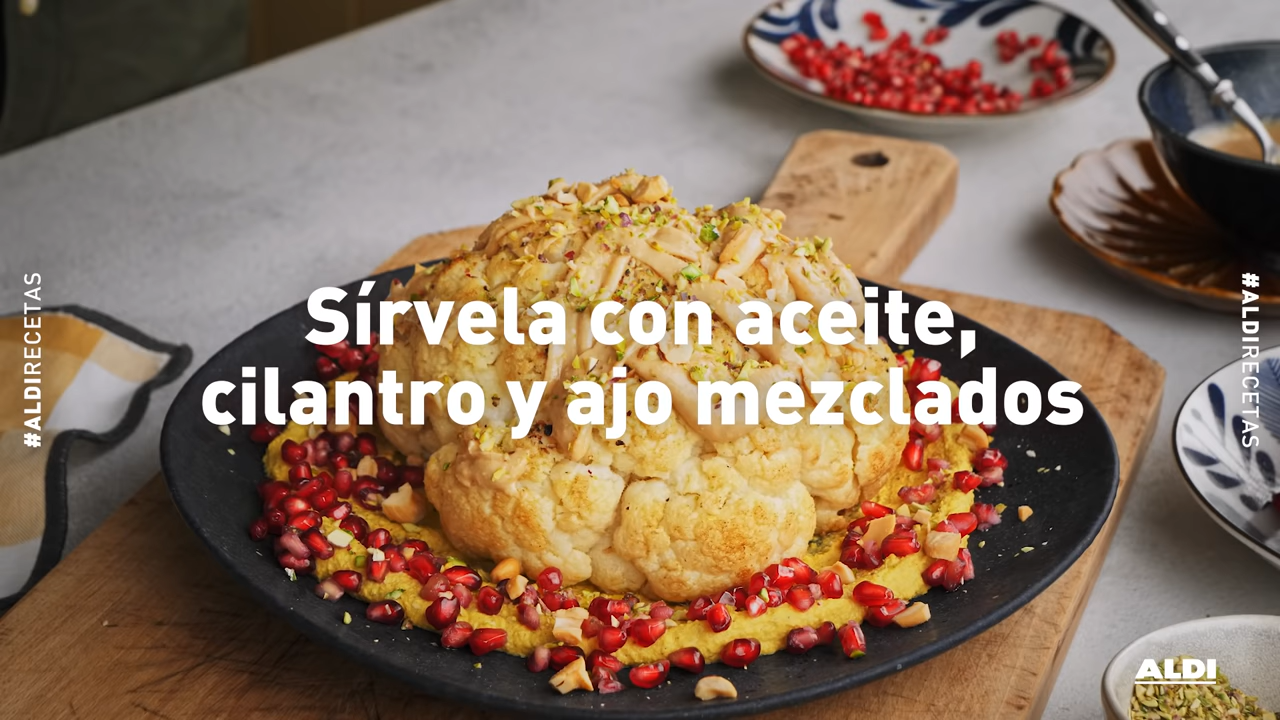 Sírvela con aceite,
cilantro y ajo mezclados
#ALDIRECETAS
#ALDIRECETAS
ALDI